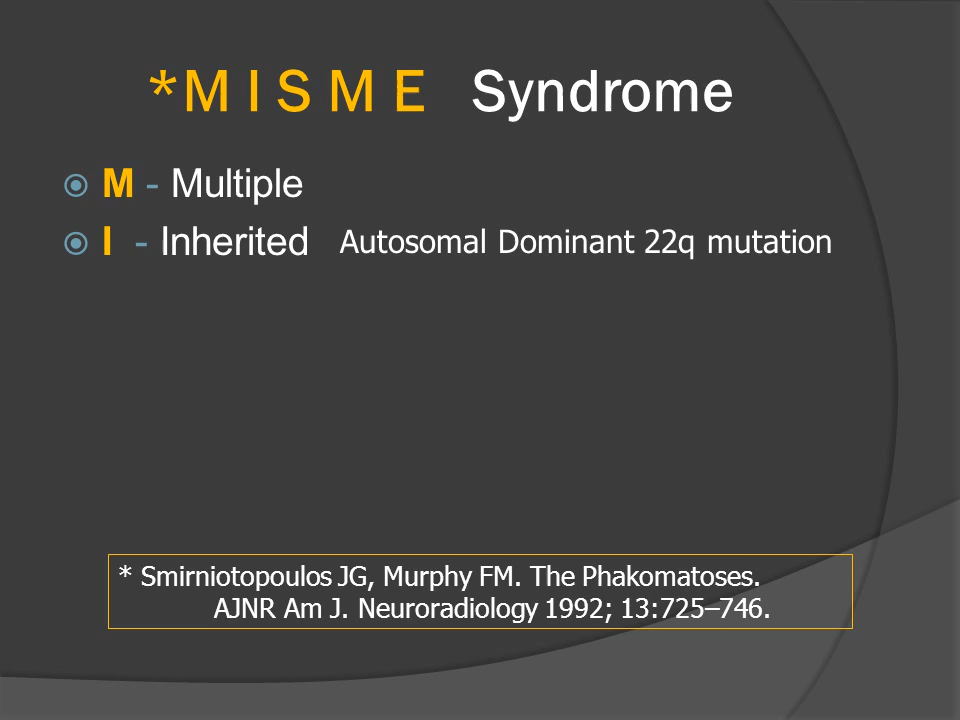 *M I S M E Syndrome
M - Multiple
I - Inherited Autosomal Dominant 22q mutation
* Smirniotopoulos JG, Murphy FM. The Phakomatoses.
AJNR Am J. Neuroradiology 1992; 13:725–746.